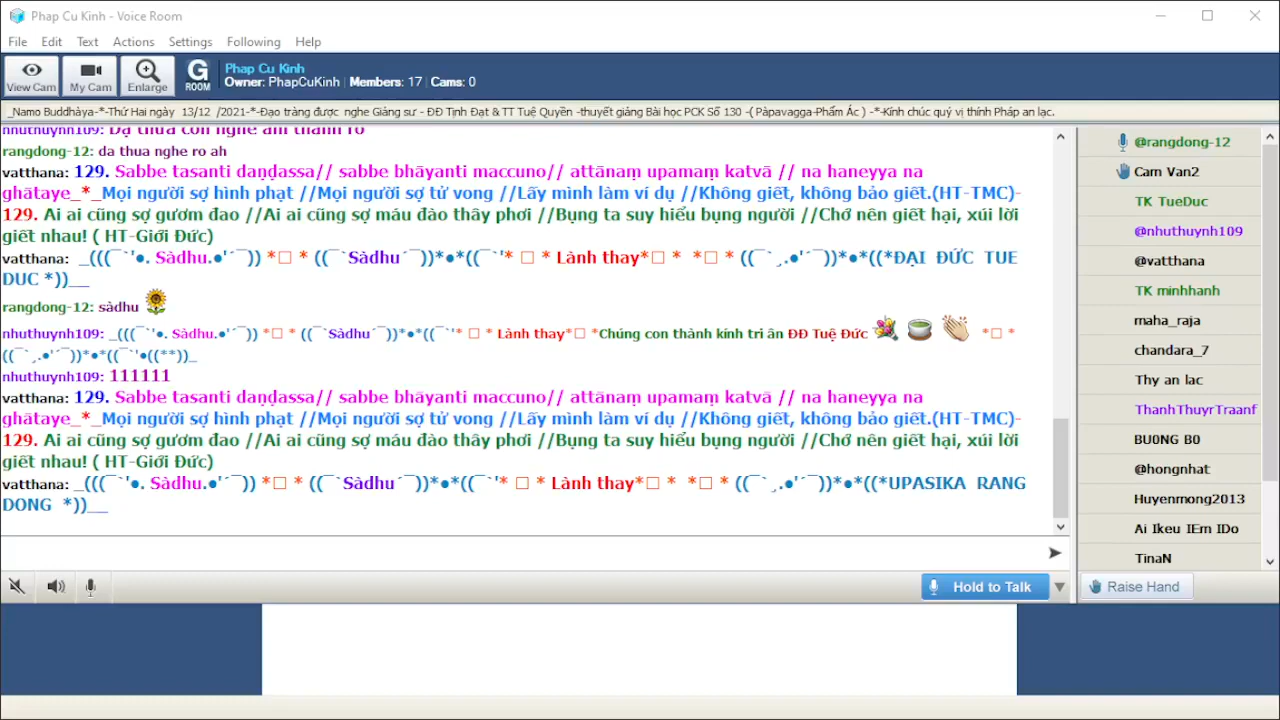 Phap Cu Kinh - Voice Room
File Edit Text Actions Settings Following Help
View Cam My Cam Enlarge G ROOM
Phap Cu Kinh
Owner: PhapCuKinh | Members: 17 | Cams: 0
_Namo Buddhàya-*-Thứ Hai ngày 13/12 /2021-*-Đạo tràng được nghe Giảng sư - ĐĐ Tịnh Đạt & TT Tuệ Quyền -thuyết giảng Bài học PCK Số 130 -( Pàpavagga-Phẩm Ác ) -*-Kính chúc quý vị thính Pháp an lạc.
nhuthuynh109: Dạ thưa con nghe âm thanh rõ
rangdong-12: da thua nghe ro ah
vatthana: 129. Sabbe tasanti daṇḍassa// sabbe bhāyanti maccuno// attānaṃ upamaṃ katvā // na haneyya na
ghātaye_*_Mọi người sợ hình phạt //Mọi người sợ tử vong //Lấy mình làm ví dụ //Không giết, không bảo giết.(HT-TMC)-
129. Ai ai cũng sợ gươm đao //Ai ai cũng sợ máu đào thây phơi //Bụng ta suy hiểu bụng người //Chớ nên giết hại, xúi lời
giết nhau! ( HT-Giới Đức)
vatthana: _(((¯`'●. Sàdhu.●'´¯)) *□ * ((¯`Sàdhu´¯))*●*((¯`'* □ * Lành thay*□ * *□ * ((¯`¸.●'´¯))*●*((*ĐẠI ĐỨC TUE
DUC *))__
rangdong-12: sàdhu
nhuthuynh109: _(((¯`'●. Sàdhu.●'´¯)) *□ * ((¯`Sàdhu´¯))*●*((¯`'* □ * Lành thay*□ *Chúng con thành kính tri ân ĐĐ Tuệ Đức *□ *
((¯`¸.●'´¯))*●*((¯`'●((**))_
nhuthuynh109: 111111
vatthana: 129. Sabbe tasanti daṇḍassa// sabbe bhāyanti maccuno// attānaṃ upamaṃ katvā // na haneyya na
ghātaye_*_Mọi người sợ hình phạt //Mọi người sợ tử vong //Lấy mình làm ví dụ //Không giết, không bảo giết.(HT-TMC)-
129. Ai ai cũng sợ gươm đao //Ai ai cũng sợ máu đào thây phơi //Bụng ta suy hiểu bụng người //Chớ nên giết hại, xúi lời
giết nhau! ( HT-Giới Đức)
vatthana: _(((¯`'●. Sàdhu.●'´¯)) *□ * ((¯`Sàdhu´¯))*●*((¯`'* □ * Lành thay*□ * *□ * ((¯`¸.●'´¯))*●*((*UPASIKA RANG
DONG *))__
Hold to Talk
@rangdong-12
Cam Van2
TK TueDuc
@nhuthuynh109
@vatthana
TK minhhanh
maha_raja
chandara_7
Thy an lac
ThanhThuyrTraanf
BU0NG B0
@hongnhat
Huyenmong2013
Ai Ikeu IEm IDo
TinaN
Raise Hand